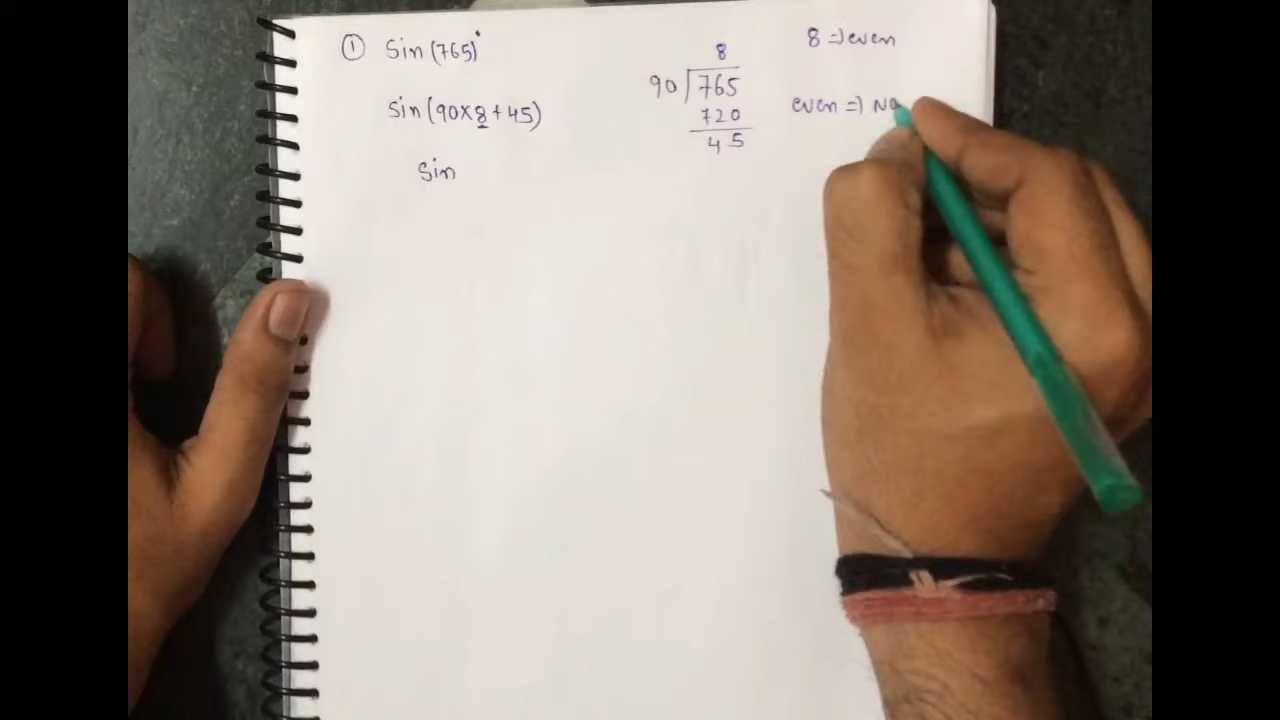 ① Sin (765)°
Sin (90×8+45)
Sin
8
90 765
720
45
8 ⇒ even
even ⇒ No